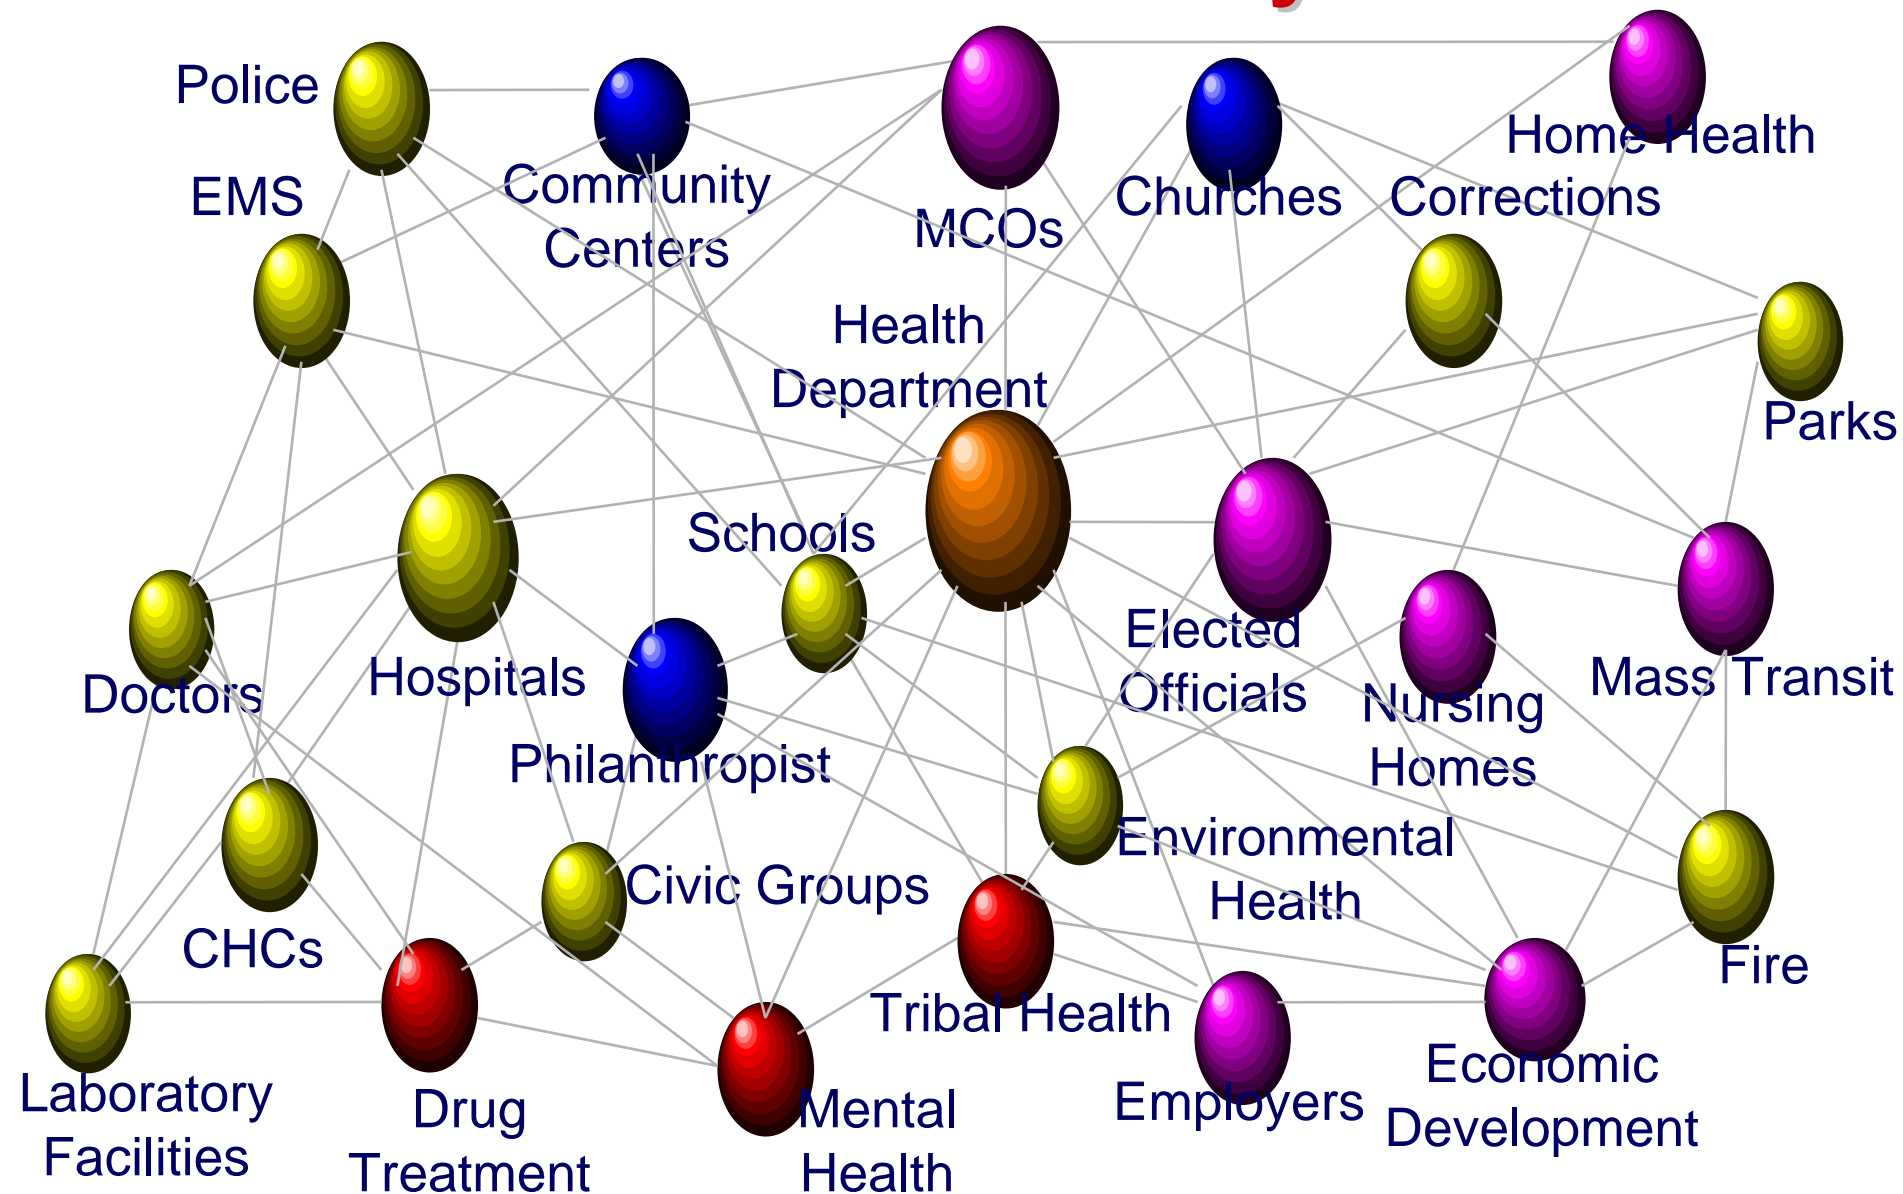 Police
Home Health
EMS
Community
Centers
MCOs
Churches
Corrections
Health
Department
Parks
Schools
Doctors
Hospitals
Elected
Officials
Nursing
Homes
Mass Transit
Philanthropist
Environmental
Health
Civic Groups
CHCs
Fire
Tribal Health
Laboratory
Facilities
Drug
Treatment
Mental
Health
Employers
Economic
Development